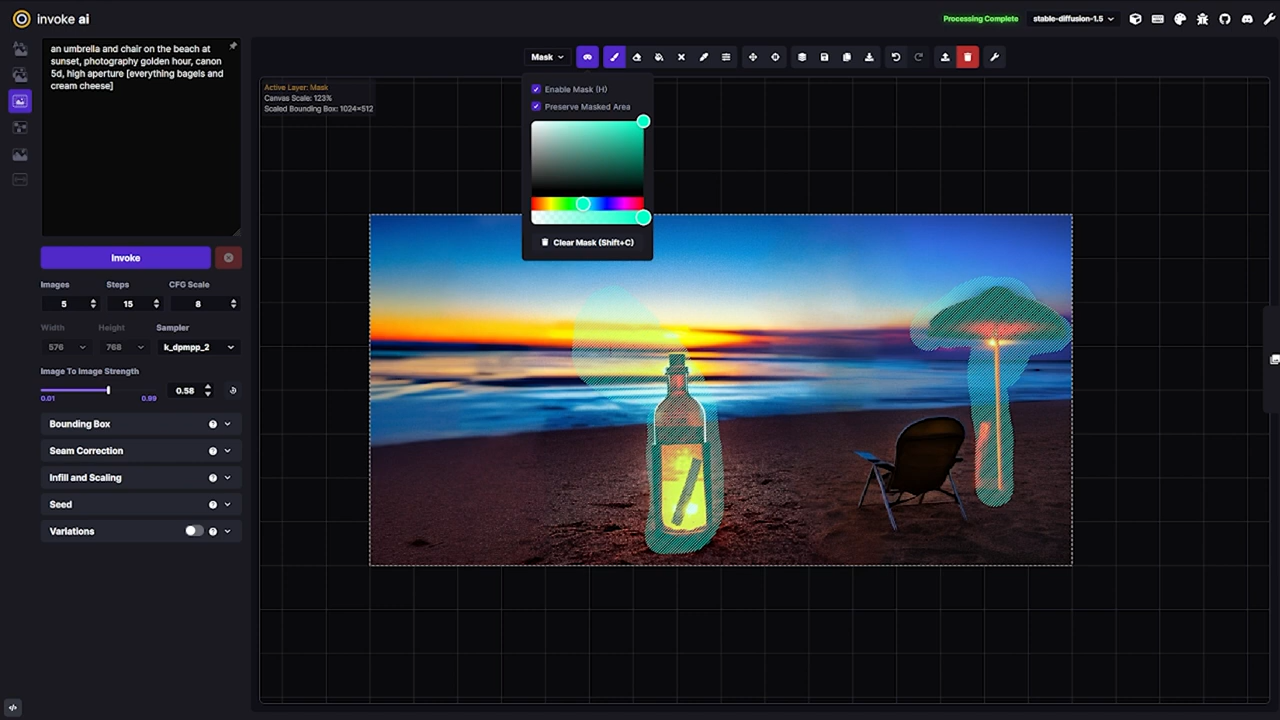 invoke ai
Processing Complete
stable-diffusion-1.5
an umbrella and chair on the beach at
sunset, photography golden hour, canon
5d, high aperture [everything bagels and
cream cheese]
Mask
Active Layer: Mask
Canvas Scale: 123%
Scaled Bounding Box: 1024×512
Enable Mask (H)
Preserve Masked Area
Clear Mask (Shift+C)
Invoke
Images Steps CFG Scale
5 15 8
Width Height Sampler
576 768 k_dpmpp_2
Image To Image Strength
0.58
0.01 0.99
Bounding Box
Seam Correction
Infill and Scaling
Seed
Variations